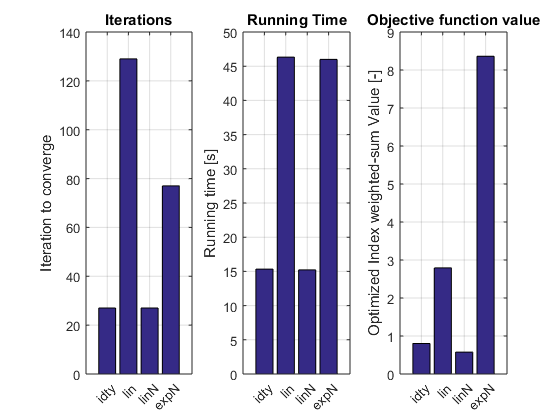 Iterations
Iteration to converge
140
120
100
80
60
40
20
0
idty
lin
linN
expN
Running Time
Running time [s]
50
45
40
35
30
25
20
15
10
5
0
idty
lin
linN
expN
Objective function value
Optimized Index weighted-sum Value [-]
9
8
7
6
5
4
3
2
1
0
idty
lin
linN
expN